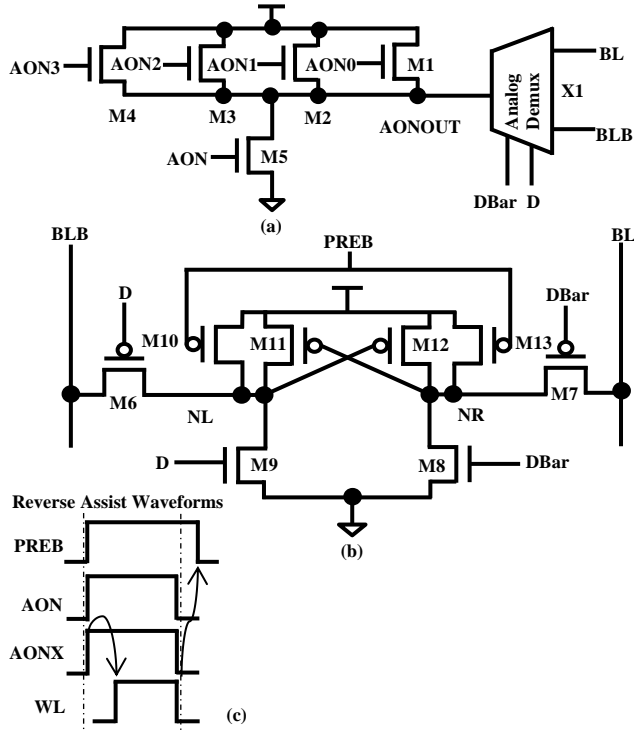 AON3
AON2
AON1
AON0
M1
M4
M3
M2
AONOUT
Analog
Demux
X1
BL
BLB
AON
M5
DBar
D
(a)
BLB
PREB
BL
D
DBar
M10
M11
M12
M13
M6
NL
NR
M7
D
M9
M8
DBar
(b)
Reverse Assist Waveforms
PREB
AON
AONX
WL
(c)